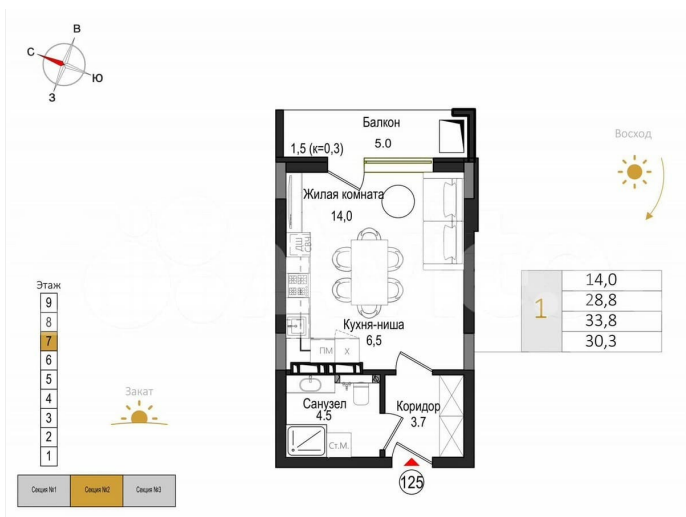 В
С
Ю
З
Балкон
1,5 (к=0,3)
5.0
Восход
Жилая комната
14,0
ДШ
СВЧ
14,0
28,8
1
33,8
30,3
Этаж
9
8
7
6
5
4
3
2
1
Кухня-ниша
6,5
ПМ
Х
Закат
Санузел
4.5
Коридор
3.7
Ст.М.
125
Секция №1
Секция №2
Секция №3